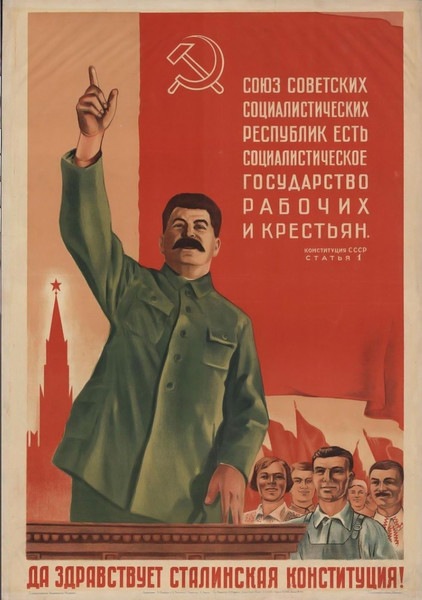 СОЮЗ СОВЕТСКИХ
СОЦИАЛИСТИЧЕСКИХ
РЕСПУБЛИК ЕСТЬ
СОЦИАЛИСТИЧЕСКОЕ
ГОСУДАРСТВО
РАБОЧИХ
И КРЕСТЬЯН.
КОНСТИТУЦИЯ СССР
СТАТЬЯ 1
ДА ЗДРАВСТВУЕТ СТАЛИНСКАЯ КОНСТИТУЦИЯ!